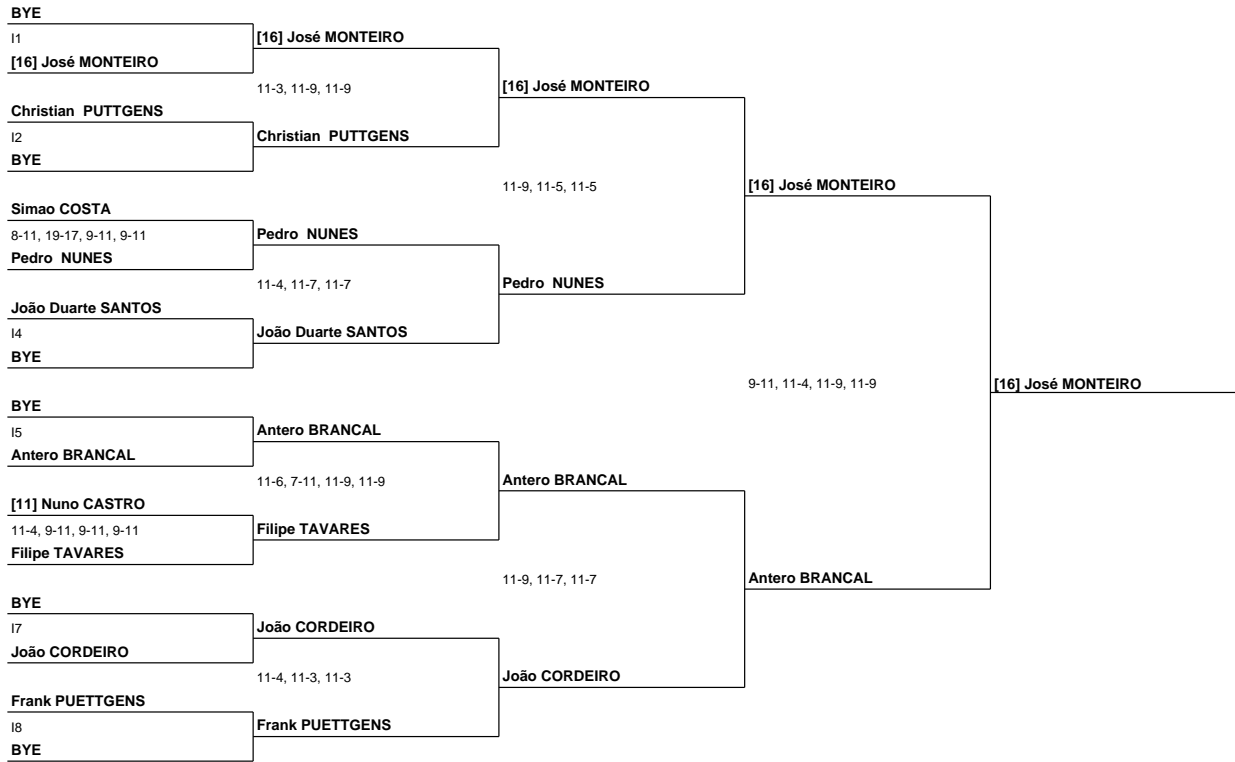 BYE
I1
[16] José MONTEIRO
[16] José MONTEIRO
11-3, 11-9, 11-9
[16] José MONTEIRO
Christian PUTTGENS
I2
Christian PUTTGENS
BYE
11-9, 11-5, 11-5
[16] José MONTEIRO
Simao COSTA
8-11, 19-17, 9-11, 9-11
Pedro NUNES
Pedro NUNES
11-4, 11-7, 11-7
Pedro NUNES
João Duarte SANTOS
I4
João Duarte SANTOS
BYE
9-11, 11-4, 11-9, 11-9
[16] José MONTEIRO
BYE
I5
Antero BRANCAL
Antero BRANCAL
11-6, 7-11, 11-9, 11-9
Antero BRANCAL
[11] Nuno CASTRO
11-4, 9-11, 9-11, 9-11
Filipe TAVARES
Filipe TAVARES
11-9, 11-7, 11-7
Antero BRANCAL
BYE
I7
João CORDEIRO
João CORDEIRO
11-4, 11-3, 11-3
João CORDEIRO
Frank PUETTGENS
I8
Frank PUETTGENS
BYE